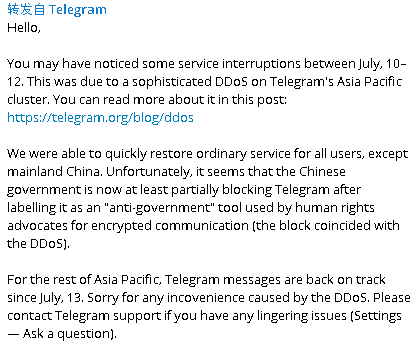 转发自 Telegram
Hello,
You may have noticed some service interruptions between July, 10–
12. This was due to a sophisticated DDoS on Telegram's Asia Pacific
cluster. You can read more about it in this post:
https://telegram.org/blog/ddos
We were able to quickly restore ordinary service for all users, except
mainland China. Unfortunately, it seems that the Chinese
government is now at least partially blocking Telegram after
labelling it as an "anti-government" tool used by human rights
advocates for encrypted communication (the block coincided with
the DDoS).
For the rest of Asia Pacific, Telegram messages are back on track
since July, 13. Sorry for any incovenience caused by the DDoS. Please
contact Telegram support if you have any lingering issues (Settings
— Ask a question).